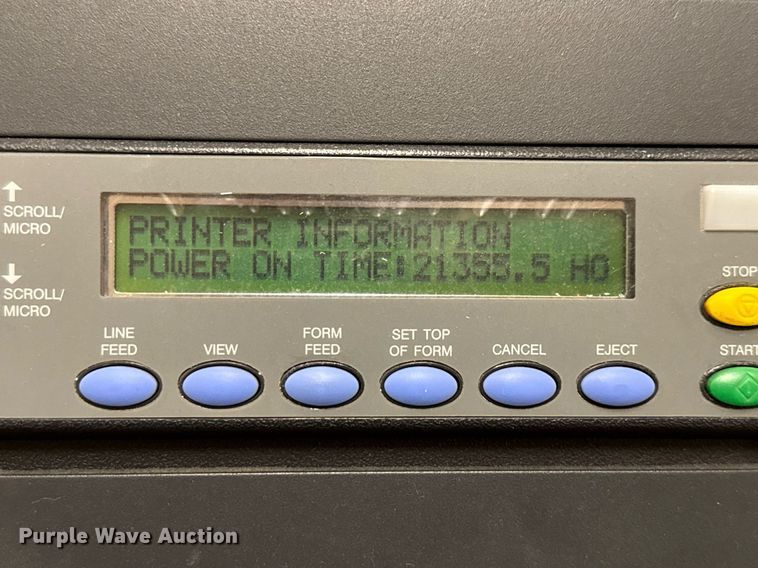 ↑
SCROLL/
MICRO
PRINTER INFORMATION
POWER ON TIME:21355.5 HO
↓
SCROLL/
MICRO
STOP
LINE
FEED
VIEW
FORM
FEED
SET TOP
OF FORM
CANCEL
EJECT
START
Purple Wave Auction